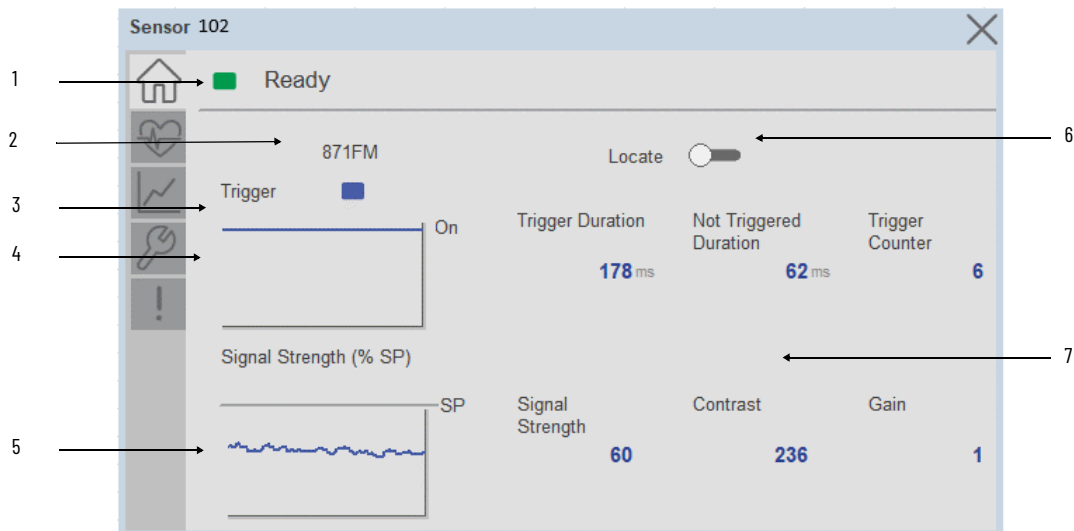 Sensor 102
1
Ready
2
6
871FM
Locate
Trigger
3
On
Trigger Duration
Not Triggered
Duration
Trigger
Counter
4
178 ms
62 ms
6
Signal Strength (% SP)
7
SP
Signal
Strength
Contrast
Gain
5
60
236
1